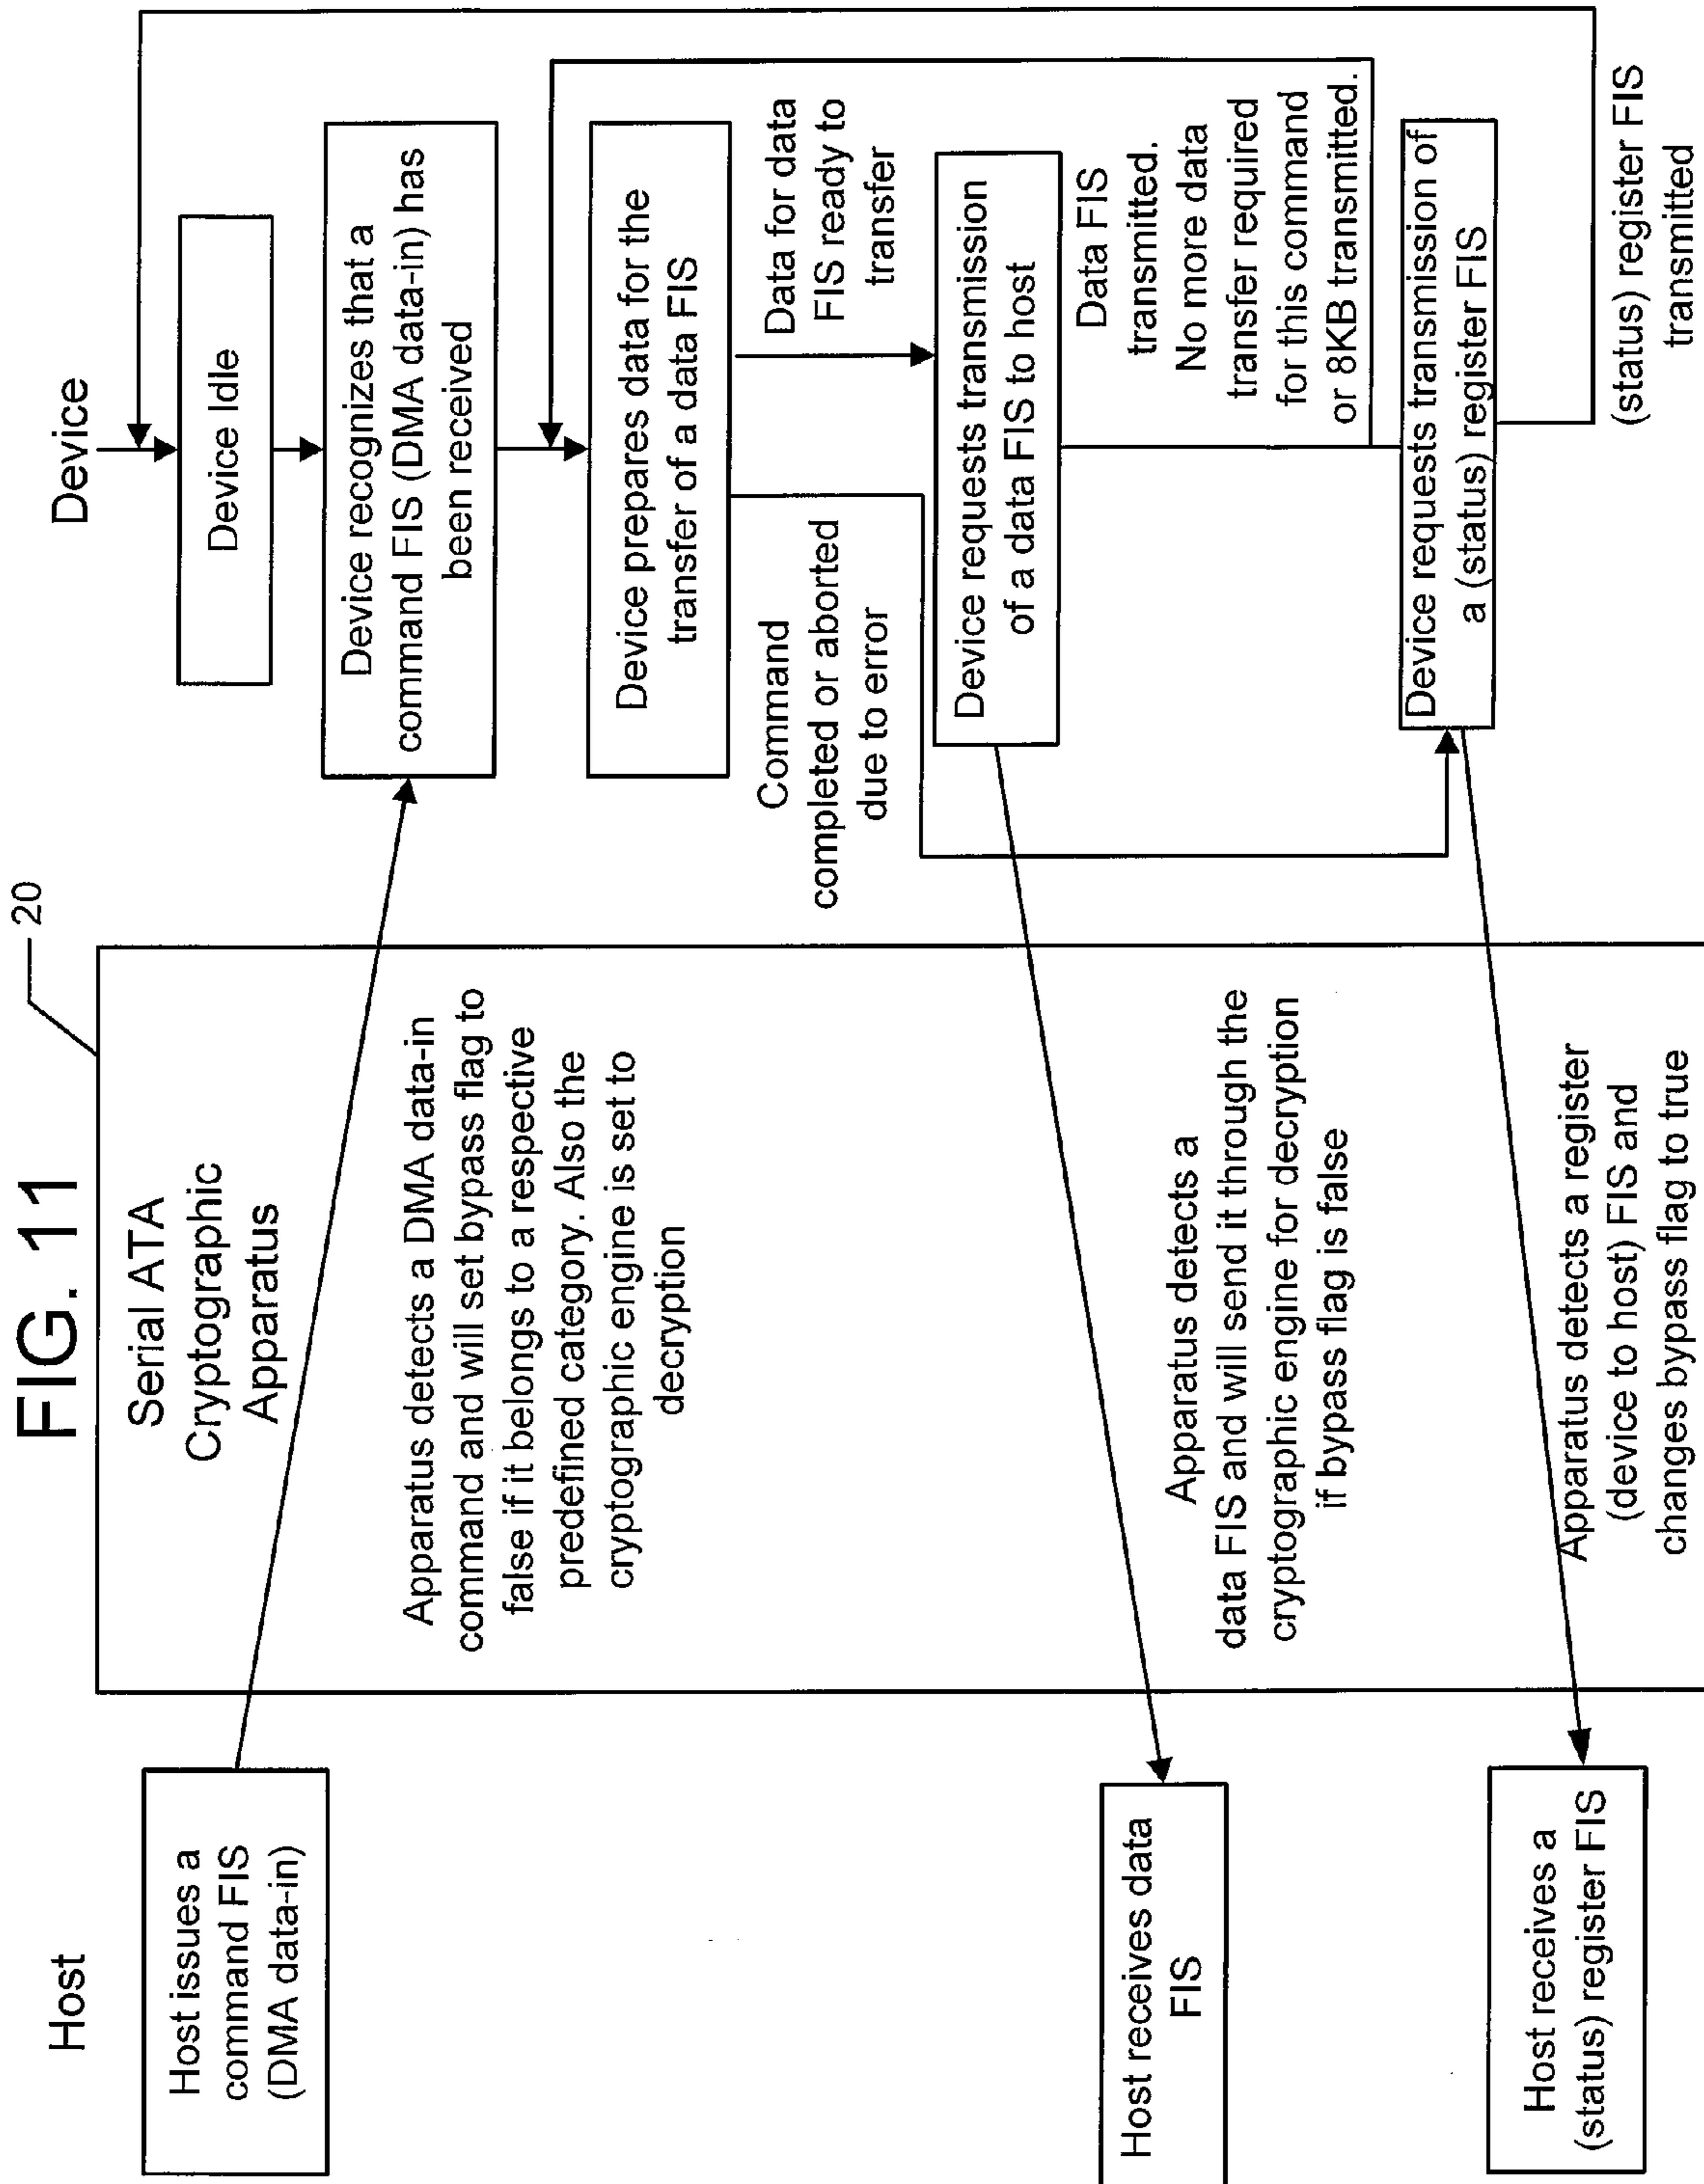 FIG. 11
20
Host
Host issues a
command FIS
(DMA data-in)
Host receives data
FIS
Host receives a
(status) register FIS
Serial ATA
Cryptographic
Apparatus
Apparatus detects a DMA data-in
command and will set bypass flag to
false if it belongs to a respective
predefined category. Also the
cryptographic engine is set to
decryption
Apparatus detects a
data FIS and will send it through the
cryptographic engine for decryption
if bypass flag is false
Apparatus detects a register
(device to host) FIS and
changes bypass flag to true
Device
Device Idle
Device recognizes that a
command FIS (DMA data-in) has
been received
Device prepares data for the
transfer of a data FIS
Command
completed or aborted
due to error
Data for data
FIS ready to
transfer
Device requests transmission
of a data FIS to host
Data FIS
transmitted.
No more data
transfer required
for this command
or 8KB transmitted.
Device requests transmission of
a (status) register FIS
(status) register FIS
transmitted